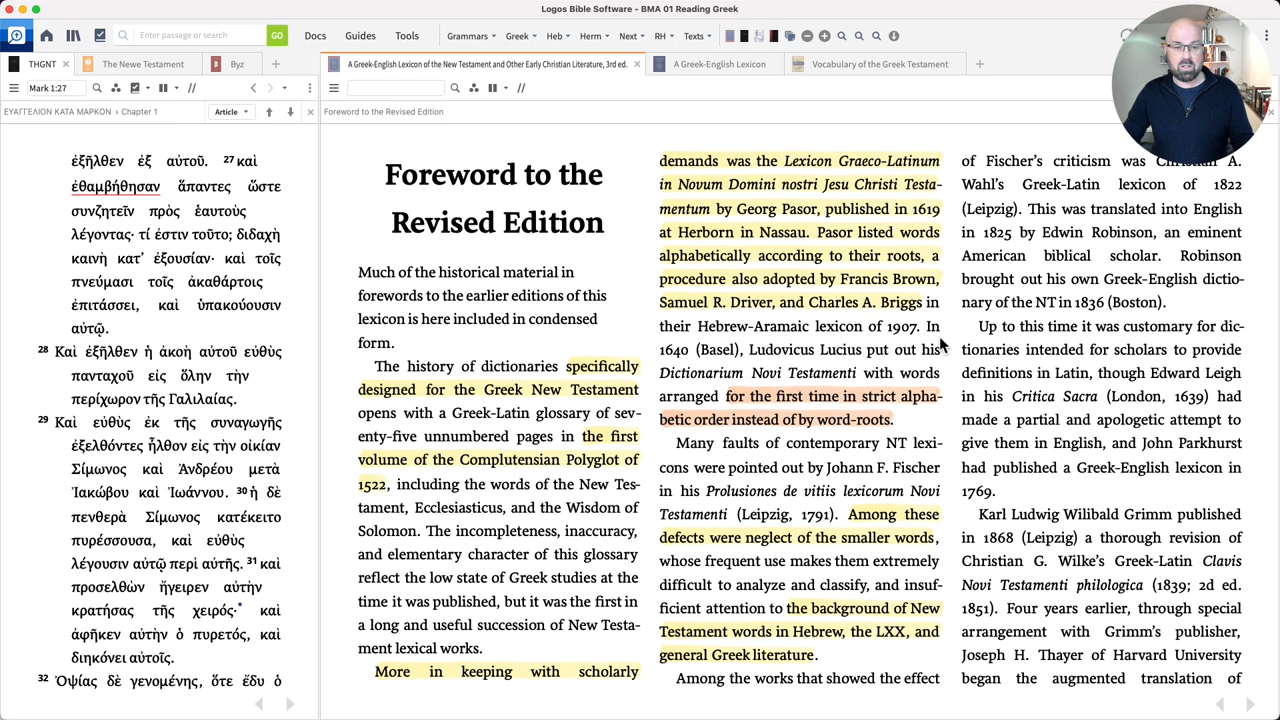 Logos Bible Software - BMA 01 Reading Greek
Enter passage or search
GO
Docs
Guides
Tools
Grammars
Greek
Heb
Herm
Next
RH
Texts
THGNT
The Newe Testament
Byz
A Greek-English Lexicon of the New Testament and Other Early Christian Literature, 3rd ed.
A Greek-English Lexicon
Vocabulary of the Greek Testament
Mark 1:27
ΕΥΑΓΓΕΛΙΟΝ ΚΑΤΑ ΜΑΡΚΟΝ › Chapter 1
Article
Foreword to the Revised Edition
ἐξῆλθεν ἐξ αὐτοῦ. 27 καὶ
ἐθαμβήθησαν ἅπαντες ὥστε
συνζητεῖν πρὸς ἑαυτοὺς
λέγοντας· τί ἐστιν τοῦτο; διδαχὴ
καινὴ κατ’ ἐξουσίαν· καὶ τοῖς
πνεύμασι τοῖς ἀκαθάρτοις
ἐπιτάσσει, καὶ ὑπακούουσιν
αὐτῷ.
28 Καὶ ἐξῆλθεν ἡ ἀκοὴ αὐτοῦ εὐθὺς
πανταχοῦ εἰς ὅλην τὴν
περίχωρον τῆς Γαλιλαίας.
29 Καὶ εὐθὺς ἐκ τῆς συναγωγῆς
ἐξελθόντες ἦλθον εἰς τὴν οἰκίαν
Σίμωνος καὶ Ἀνδρέου μετὰ
Ἰακώβου καὶ Ἰωάννου. 30 ἡ δὲ
πενθερὰ Σίμωνος κατέκειτο
πυρέσσουσα, καὶ εὐθὺς
λέγουσιν αὐτῷ περὶ αὐτῆς. 31 καὶ
προσελθὼν ἤγειρεν αὐτὴν
κρατήσας τῆς χειρός·* καὶ
ἀφῆκεν αὐτὴν ὁ πυρετός, καὶ
διηκόνει αὐτοῖς.
32 Ὀψίας δὲ γενομένης, ὅτε ἔδυ ὁ
Foreword to the
Revised Edition
Much of the historical material in
forewords to the earlier editions of this
lexicon is here included in condensed
form.
The history of dictionaries specifically
designed for the Greek New Testament
opens with a Greek-Latin glossary of sev-
enty-five unnumbered pages in the first
volume of the Complutensian Polyglot of
1522, including the words of the New Tes-
tament, Ecclesiasticus, and the Wisdom of
Solomon. The incompleteness, inaccuracy,
and elementary character of this glossary
reflect the low state of Greek studies at the
time it was published, but it was the first in
a long and useful succession of New Testa-
ment lexical works.
More in keeping with scholarly
demands was the Lexicon Graeco-Latinum
in Novum Domini nostri Jesu Christi Testa-
mentum by Georg Pasor, published in 1619
at Herborn in Nassau. Pasor listed words
alphabetically according to their roots, a
procedure also adopted by Francis Brown,
Samuel R. Driver, and Charles A. Briggs in
their Hebrew-Aramaic lexicon of 1907. In
1640 (Basel), Ludovicus Lucius put out his
Dictionarium Novi Testamenti with words
arranged for the first time in strict alpha-
betic order instead of by word-roots.
Many faults of contemporary NT lexi-
cons were pointed out by Johann F. Fischer
in his Prolusiones de vitiis lexicorum Novi
Testamenti (Leipzig, 1791). Among these
defects were neglect of the smaller words,
whose frequent use makes them extremely
difficult to analyze and classify, and insuf-
ficient attention to the background of New
Testament words in Hebrew, the LXX, and
general Greek literature.
Among the works that showed the effect
of Fischer’s criticism was Christian A.
Wahl’s Greek-Latin lexicon of 1822
(Leipzig). This was translated into English
in 1825 by Edwin Robinson, an eminent
American biblical scholar. Robinson
brought out his own Greek-English dictio-
nary of the NT in 1836 (Boston).
Up to this time it was customary for dic-
tionaries intended for scholars to provide
definitions in Latin, though Edward Leigh
in his Critica Sacra (London, 1639) had
made a partial and apologetic attempt to
give them in English, and John Parkhurst
had published a Greek-English lexicon in
1769.
Karl Ludwig Wilibald Grimm published
in 1868 (Leipzig) a thorough revision of
Christian G. Wilke’s Greek-Latin Clavis
Novi Testamenti philologica (1839; 2d ed.
1851). Four years earlier, through special
arrangement with Grimm’s publisher,
Joseph H. Thayer of Harvard University
began the augmented translation of